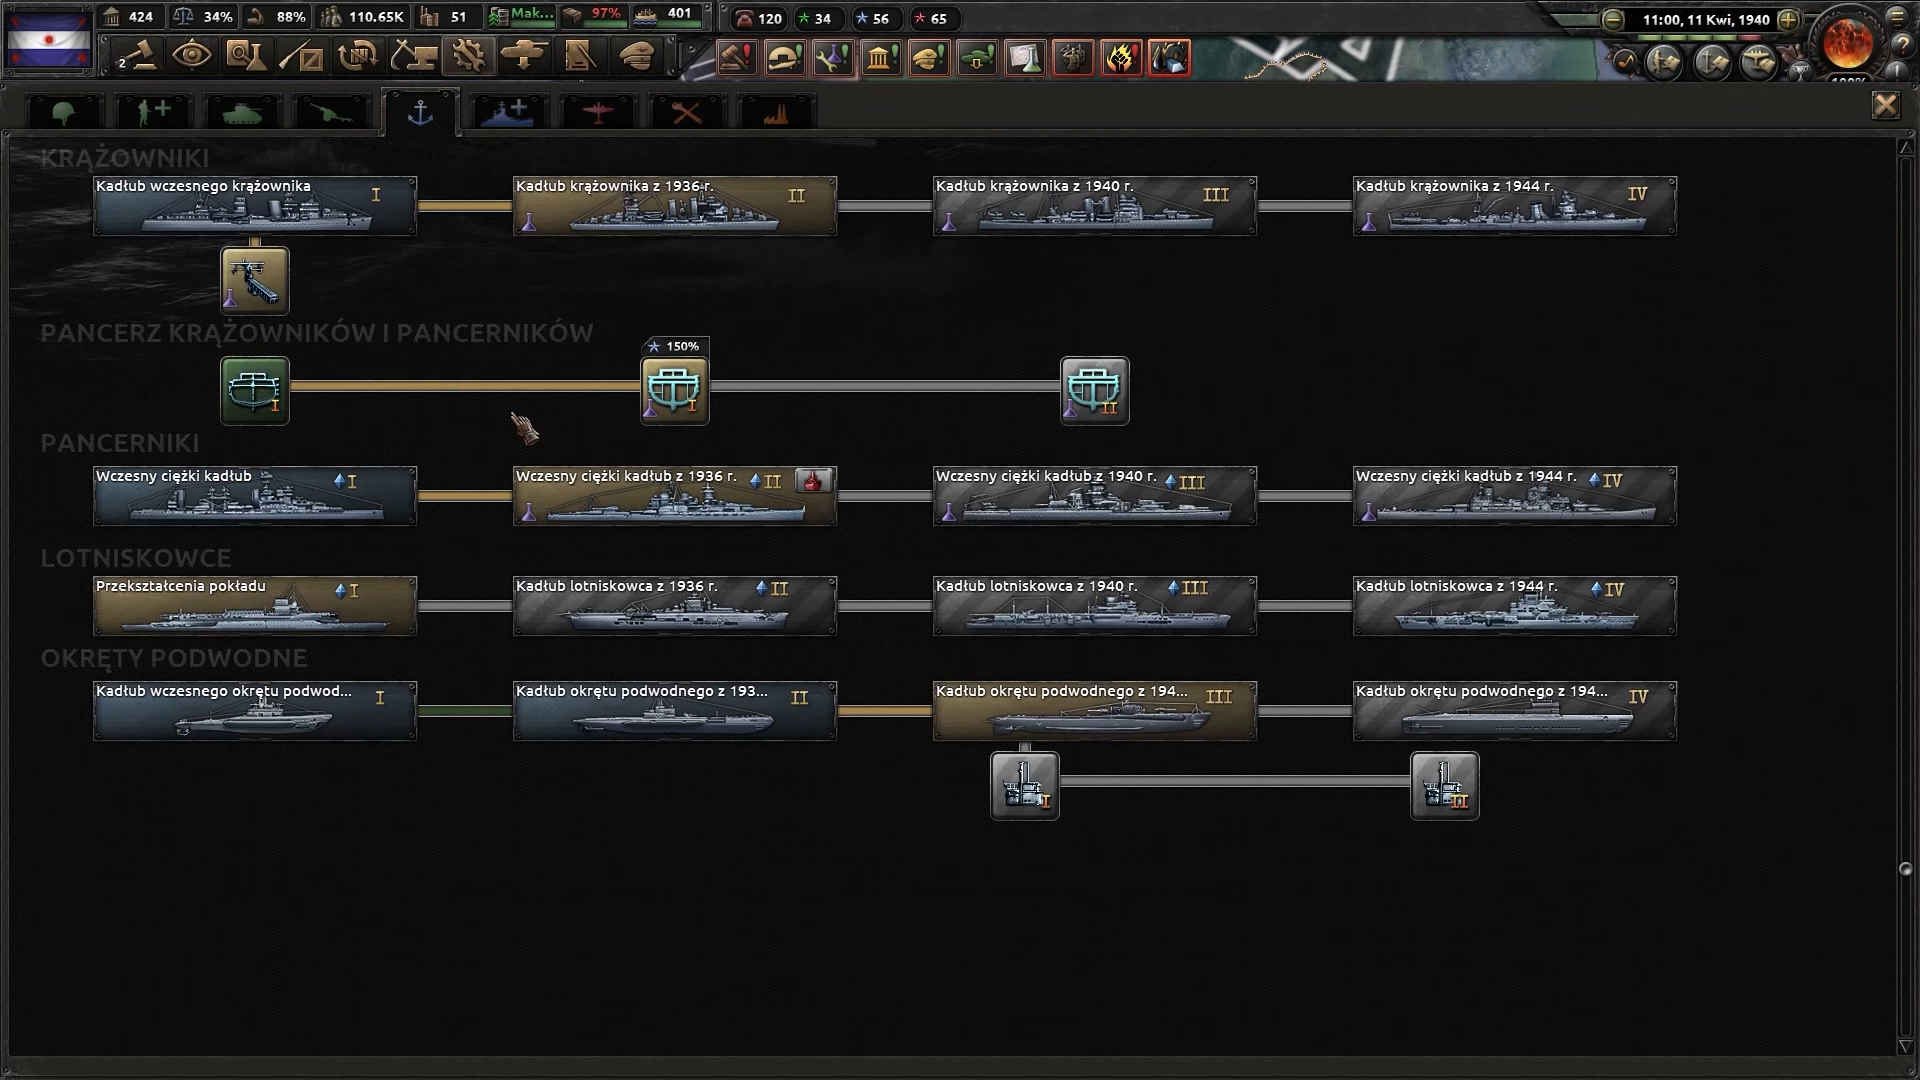 424 34% 88% 110.65K 51 Mak... 97% 401 120 34 56 65 11:00, 11 Kwi, 1940
2
100%
KRĄŻOWNIKI
Kadłub wczesnego krążownika I
Kadłub krążownika z 1936 r. II
Kadłub krążownika z 1940 r. III
Kadłub krążownika z 1944 r. IV
PANCERZ KRĄŻOWNIKÓW I PANCERNIKÓW
150%
I
I
II
PANCERNIKI
Wczesny ciężki kadłub I
Wczesny ciężki kadłub z 1936 r. II
Wczesny ciężki kadłub z 1940 r. III
Wczesny ciężki kadłub z 1944 r. IV
LOTNISKOWCE
Przekształcenia pokładu I
Kadłub lotniskowca z 1936 r. II
Kadłub lotniskowca z 1940 r. III
Kadłub lotniskowca z 1944 r. IV
OKRĘTY PODWODNE
Kadłub wczesnego okrętu podwod... I
Kadłub okrętu podwodnego z 193... II
Kadłub okrętu podwodnego z 194... III
Kadłub okrętu podwodnego z 194... IV
I
II